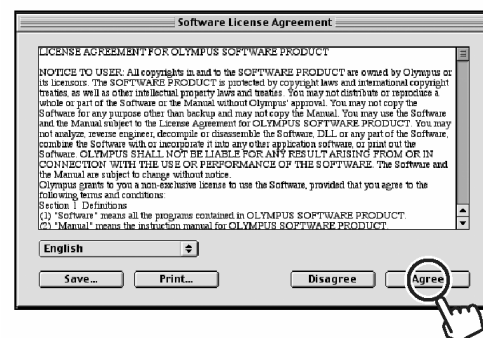 Software License Agreement
LICENSE AGREEMENT FOR OLYMPUS SOFTWARE PRODUCT
NOTICE TO USER: All copyrights in and to the SOFTWARE PRODUCT are owned by Olympus or
its licensors. The SOFTWARE PRODUCT is protected by copyright laws and international copyright
treaties, as well as other intellectual property laws and treaties. You may not distribute or reproduce a
whole or part of the Software or the Manual without Olympus' approval. You may not copy the
Software for any purpose other than backup and may not copy the Manual. You may use the Software
and the Manual subject to the License Agreement for OLYMPUS SOFTWARE PRODUCT. You may
not analyze, reverse engineer, decompile or disassemble the Software, DLL or any part of the Software,
combine the Software with or incorporate it into any other application software, or print out the
Software. OLYMPUS SHALL NOT BE LIABLE FOR ANY RESULT ARISING FROM OR IN
CONNECTION WITH THE USE OR PERFORMANCE OF THE SOFTWARE. The Software and
the Manual are subject to change without notice.
Olympus grants to you a non-exclusive license to use the Software, provided that you agree to the
following terms and conditions:
Section 1 Definitions
(1) "Software" means all the programs contained in OLYMPUS SOFTWARE PRODUCT.
(2) "Manual" means the instruction manual for OLYMPUS SOFTWARE PRODUCT
English
Save... Print... Disagree Agree